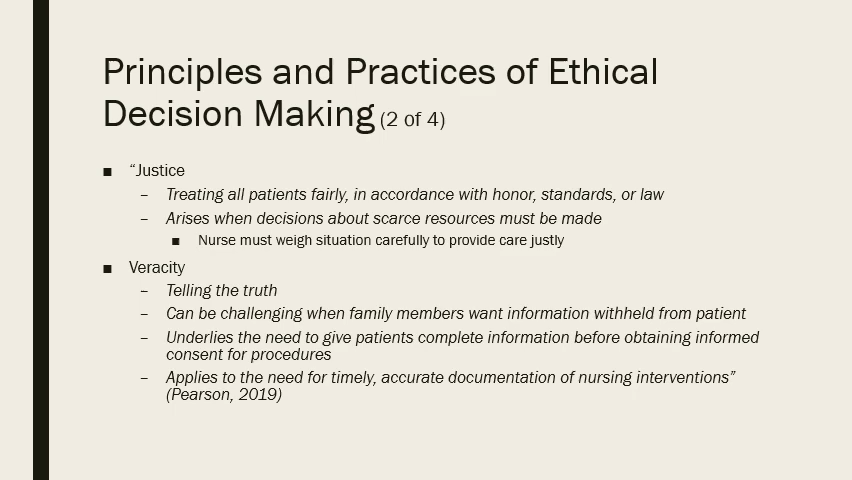 Principles and Practices of Ethical
Decision Making (2 of 4)
■ “Justice
– Treating all patients fairly, in accordance with honor, standards, or law
– Arises when decisions about scarce resources must be made
■ Nurse must weigh situation carefully to provide care justly
■ Veracity
– Telling the truth
– Can be challenging when family members want information withheld from patient
– Underlies the need to give patients complete information before obtaining informed
consent for procedures
– Applies to the need for timely, accurate documentation of nursing interventions”
(Pearson, 2019)